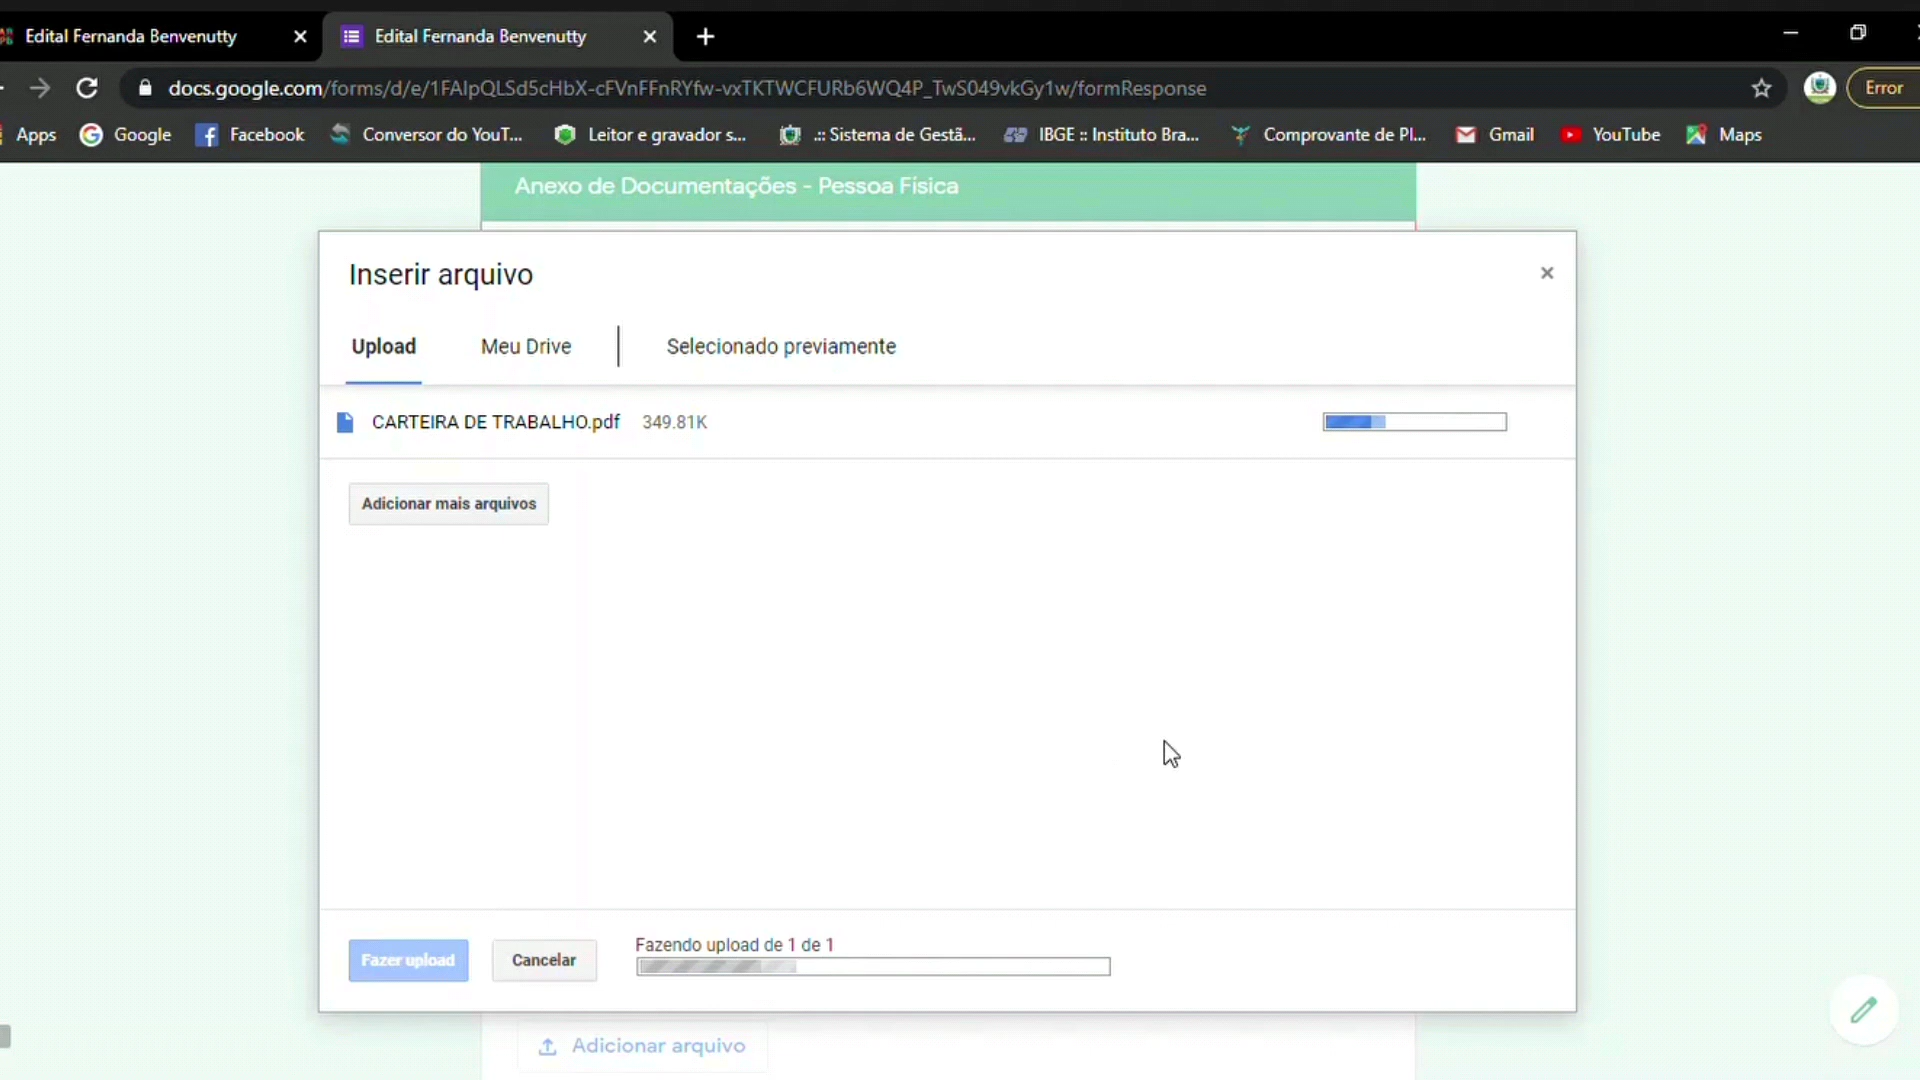 Edital Fernanda Benvenutty
Edital Fernanda Benvenutty
docs.google.com/forms/d/e/1FAIpQLSd5cHbX-cFVnFFnRYfw-vxTKTWCFURb6WQ4P_TwS049vkGy1w/formResponse
Error
Apps
Google
Facebook
Conversor do YouT...
Leitor e gravador s...
.:: Sistema de Gestã...
IBGE :: Instituto Bra...
Comprovante de Pl...
Gmail
YouTube
Maps
Anexo de Documentações - Pessoa Física
Inserir arquivo
Upload
Meu Drive
Selecionado previamente
CARTEIRA DE TRABALHO.pdf 349.81K
Adicionar mais arquivos
Fazer upload
Cancelar
Fazendo upload de 1 de 1
Adicionar arquivo